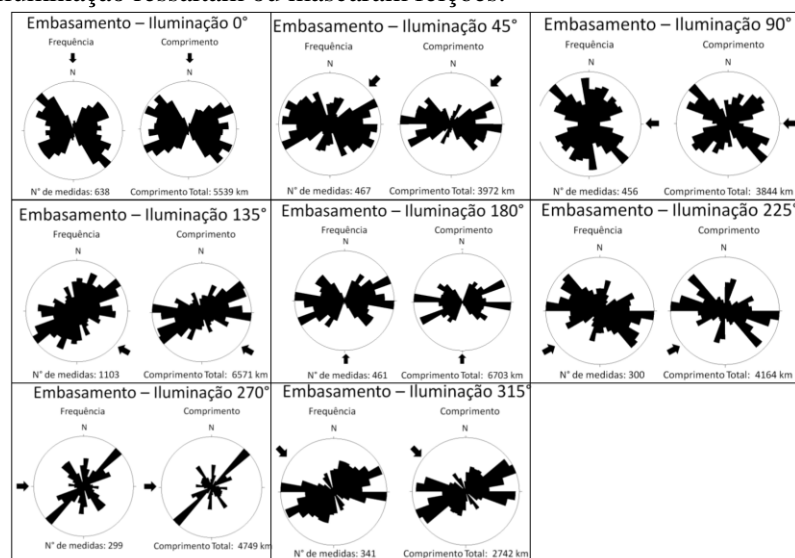 Embasamento – Iluminação 0°
Frequência Comprimento
N N
N° de medidas: 638 Comprimento Total: 5539 km
Embasamento – Iluminação 45°
Frequência Comprimento
N N
N° de medidas: 467 Comprimento Total: 3972 km
Embasamento – Iluminação 90°
Frequência Comprimento
N N
N° de medidas: 456 Comprimento Total: 3844 km
Embasamento – Iluminação 135°
Frequência Comprimento
N N
N° de medidas: 1103 Comprimento Total: 6571 km
Embasamento – Iluminação 180°
Frequência Comprimento
N N
N° de medidas: 461 Comprimento Total: 6703 km
Embasamento – Iluminação 225°
Frequência Comprimento
N N
N° de medidas: 300 Comprimento Total: 4164 km
Embasamento – Iluminação 270°
Frequência Comprimento
N N
N° de medidas: 299 Comprimento Total: 4749 km
Embasamento – Iluminação 315°
Frequência Comprimento
N N
N° de medidas: 341 Comprimento Total: 2742 km